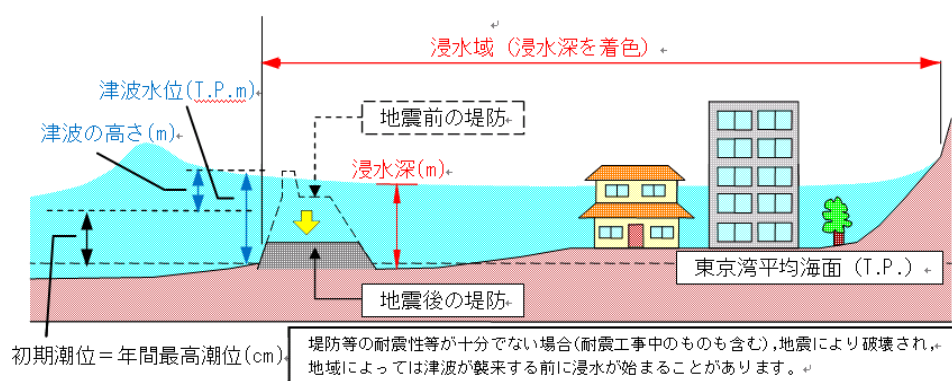 浸水域 (浸水深を着色)
津波水位(T.P.m)
地震前の堤防
津波の高さ(m)
浸水深(m)
東京湾平均海面 (T.P.)
地震後の堤防
初期潮位＝年間最高潮位(cm)
堤防等の耐震性等が十分でない場合(耐震工事中のものも含む),地震により破壊され,
地域によっては津波が襲来する前に浸水が始まることがあります。